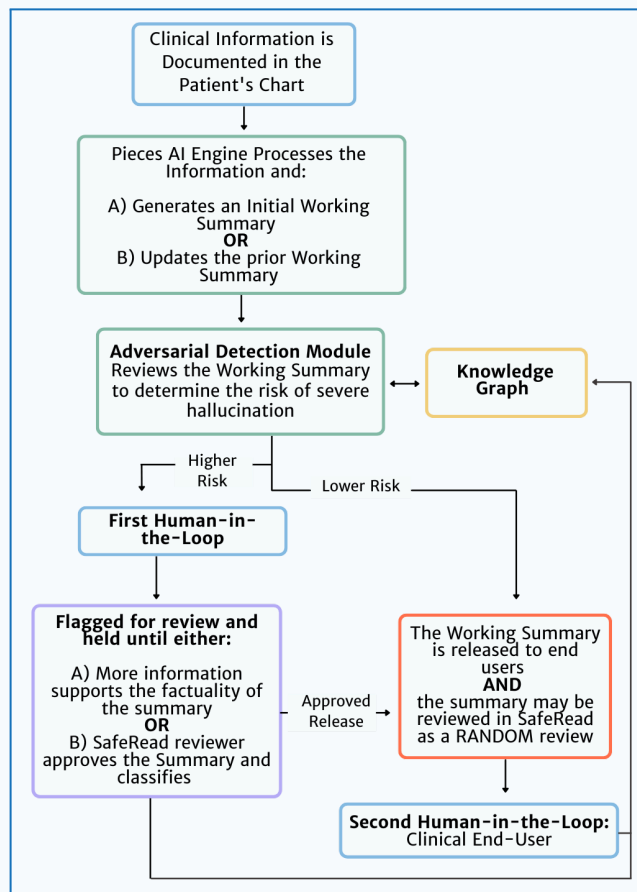 Clinical Information is
Documented in the
Patient's Chart
Pieces AI Engine Processes the
Information and:
A) Generates an Initial Working
Summary
OR
B) Updates the prior Working
Summary
Adversarial Detection Module
Reviews the Working Summary
to determine the risk of severe
hallucination
Knowledge
Graph
Higher
Risk
Lower Risk
First Human-in-
the-Loop
Flagged for review and
held until either:
A) More information
supports the factuality of
the summary
OR
B) SafeRead reviewer
approves the Summary and
classifies
Approved
Release
The Working Summary
is released to end
users
AND
the summary may be
reviewed in SafeRead
as a RANDOM review
Second Human-in-the-Loop:
Clinical End-User